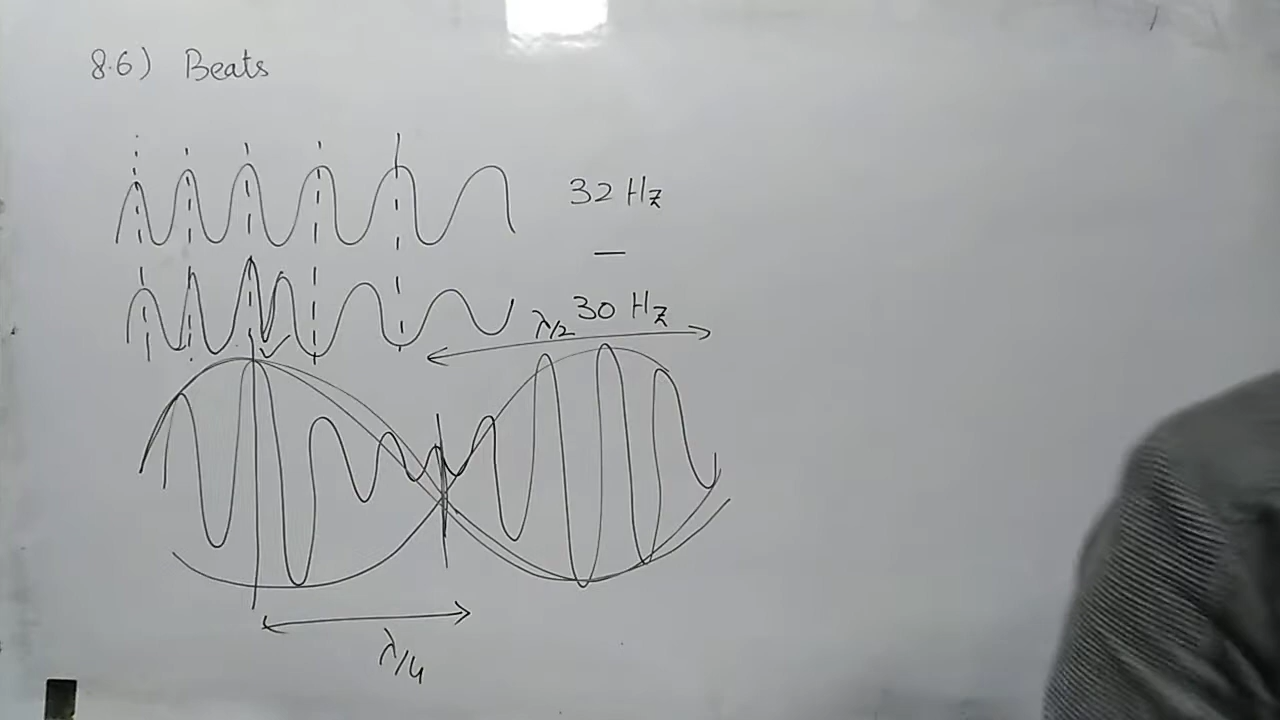 8.6) Beats
32 Hz
—
30 Hz
λ/2
λ/4